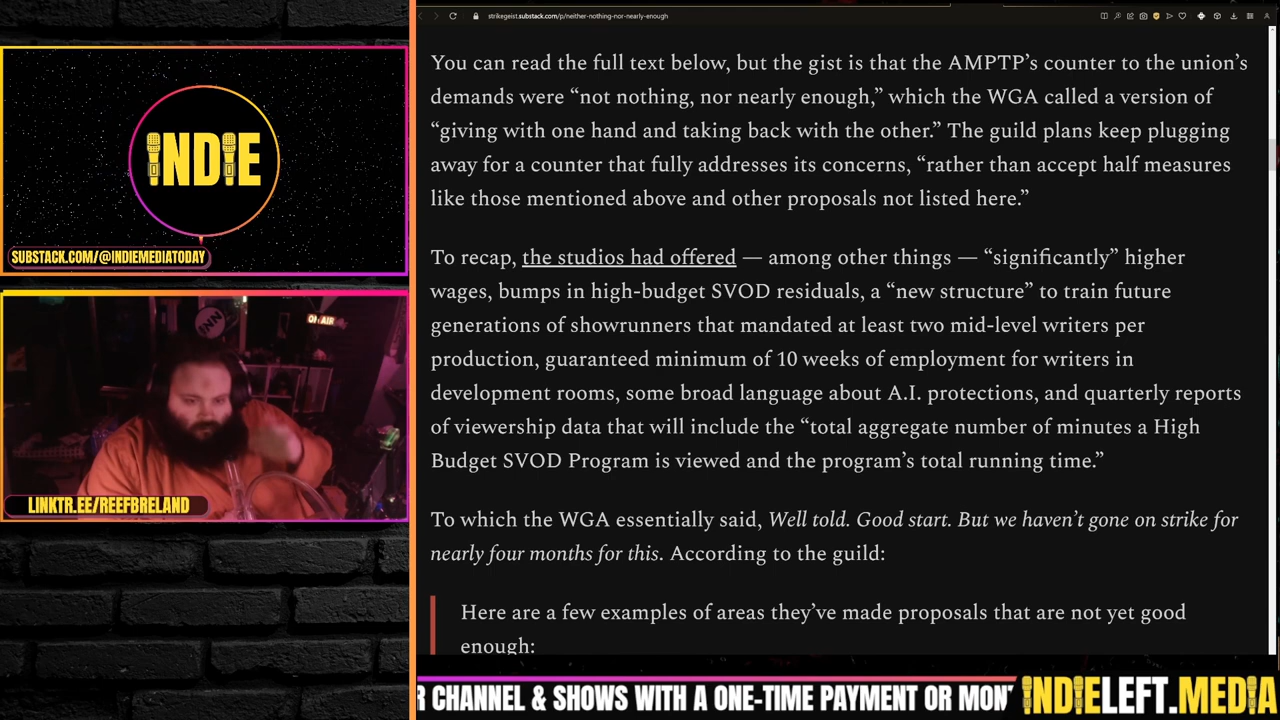 strikegeist.substack.com/p/neither-nothing-nor-nearly-enough
INDIE
SUBSTACK.COM/@INDIEMEDIATODAY
INN
ON AIR
LINKTR.EE/REEFBRELAND
You can read the full text below, but the gist is that the AMPTP’s counter to the union’s
demands were “not nothing, nor nearly enough,” which the WGA called a version of
“giving with one hand and taking back with the other.” The guild plans keep plugging
away for a counter that fully addresses its concerns, “rather than accept half measures
like those mentioned above and other proposals not listed here.”
To recap, the studios had offered — among other things — “significantly” higher
wages, bumps in high-budget SVOD residuals, a “new structure” to train future
generations of showrunners that mandated at least two mid-level writers per
production, guaranteed minimum of 10 weeks of employment for writers in
development rooms, some broad language about A.I. protections, and quarterly reports
of viewership data that will include the “total aggregate number of minutes a High
Budget SVOD Program is viewed and the program’s total running time.”
To which the WGA essentially said, Well told. Good start. But we haven’t gone on strike for
nearly four months for this. According to the guild:
Here are a few examples of areas they’ve made proposals that are not yet good
enough:
R CHANNEL & SHOWS WITH A ONE-TIME PAYMENT OR MON
INDIELEFT.MEDIA